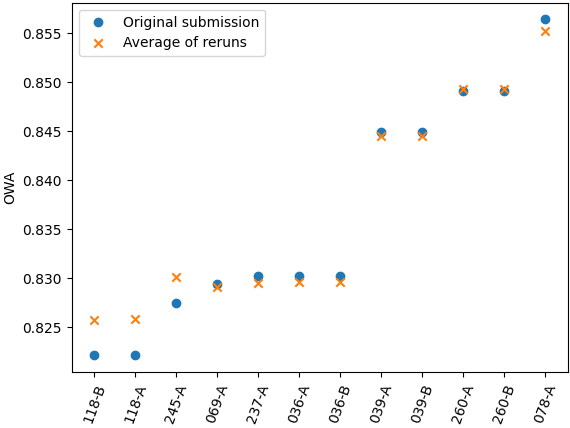 Original submission
Average of reruns
0.855
0.850
0.845
0.840
0.835
0.830
0.825
OWA
118-B
118-A
245-A
069-A
237-A
036-A
036-B
039-A
039-B
260-A
260-B
078-A